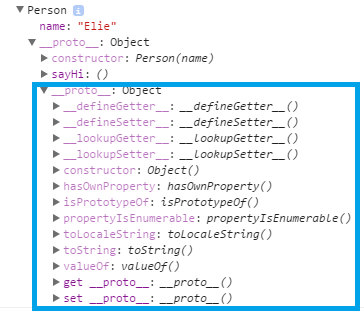 ▼ Person i
name: "Elie"
▼ __proto__: Object
▶ constructor: Person(name)
▶ sayHi: ()
▼ __proto__: Object
▶ __defineGetter__: __defineGetter__()
▶ __defineSetter__: __defineSetter__()
▶ __lookupGetter__: __lookupGetter__()
▶ __lookupSetter__: __lookupSetter__()
▶ constructor: Object()
▶ hasOwnProperty: hasOwnProperty()
▶ isPrototypeOf: isPrototypeOf()
▶ propertyIsEnumerable: propertyIsEnumerable()
▶ toLocaleString: toLocaleString()
▶ toString: toString()
▶ valueOf: valueOf()
▶ get __proto__: __proto__()
▶ set __proto__: __proto__()